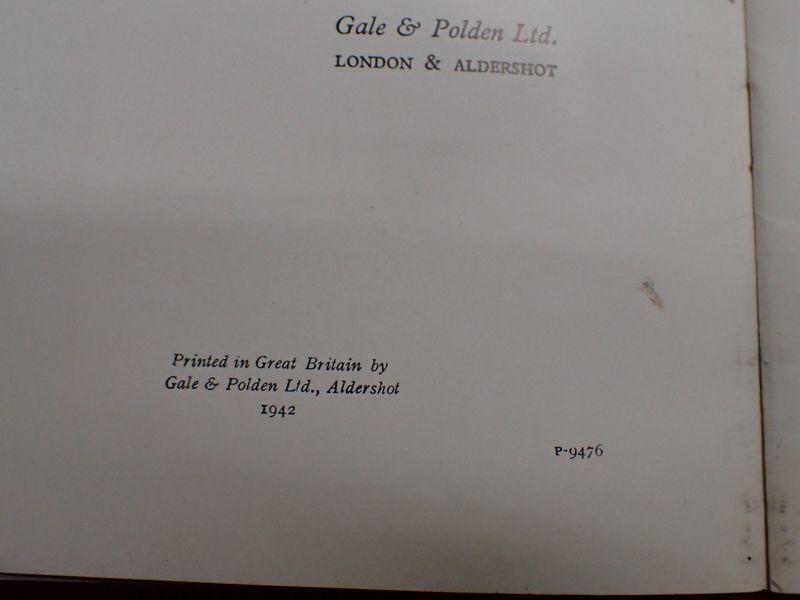 Gale & Polden Ltd.
LONDON & ALDERSHOT
Printed in Great Britain by
Gale & Polden Ltd., Aldershot
1942
P-9476